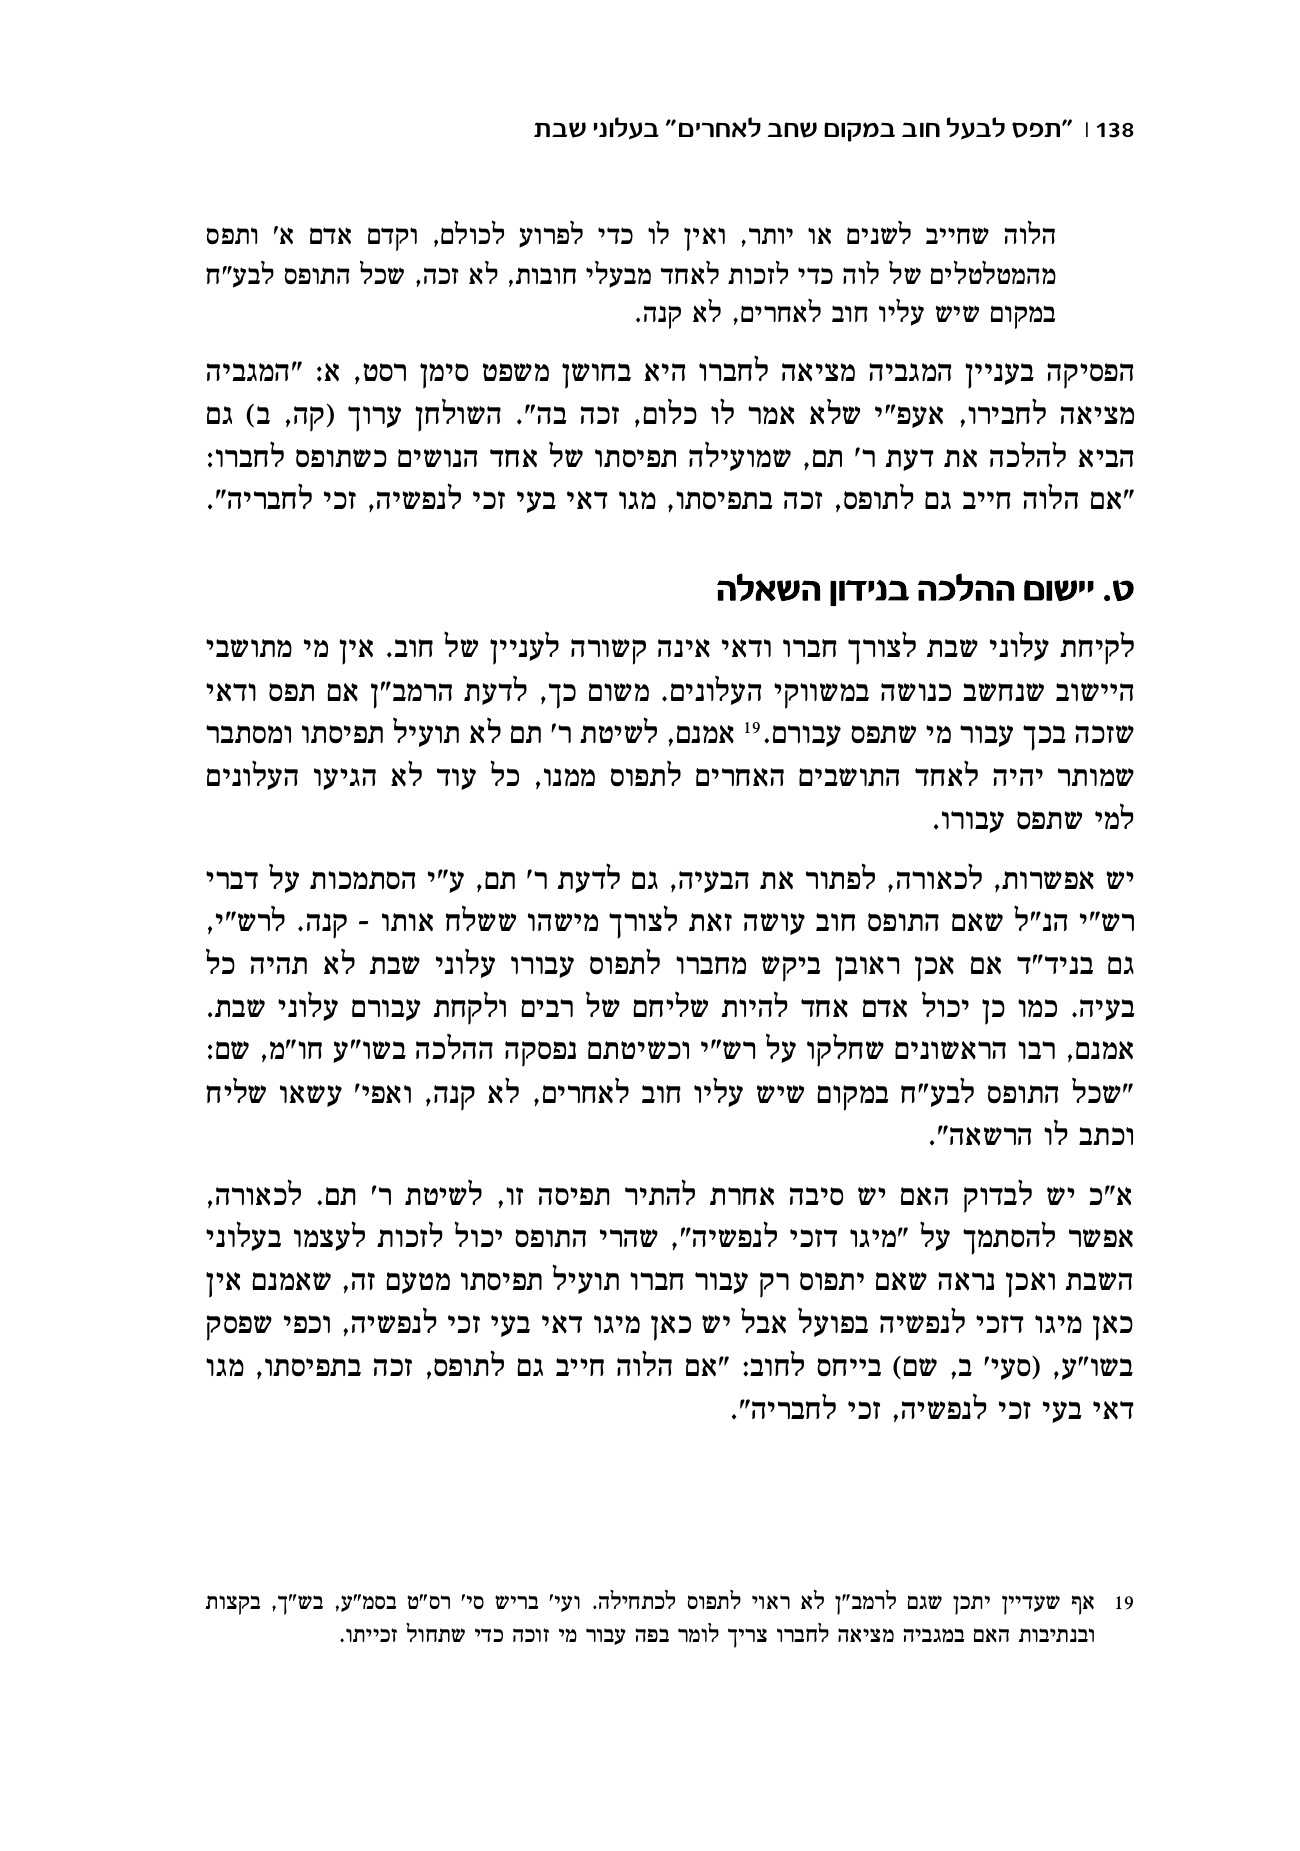 138 | "תפס לבעל חוב במקום שחב לאחרים" בעלוני שבת
הלוה שחייב לשנים או יותר, ואין לו כדי לפרוע לכולם, וקדם אדם א' ותפס
מהמטלטלים של לוה כדי לזכות לאחד מבעלי חובות, לא זכה, שכל התופס לבע"ח
במקום שיש עליו חוב לאחרים, לא קנה.
הפסיקה בעניין המגביה מציאה לחברו היא בחושן משפט סימן רסט, א: "המגביה
מציאה לחבירו, אעפ"י שלא אמר לו כלום, זכה בה". השולחן ערוך (קה, ב) גם
הביא להלכה את דעת ר' תם, שמועילה תפיסתו של אחד הנושים כשתופס לחברו:
"אם הלוה חייב גם לתופס, זכה בתפיסתו, מגו דאי בעי זכי לנפשיה, זכי לחבריה".
ט. יישום ההלכה בנידון השאלה
לקיחת עלוני שבת לצורך חברו ודאי אינה קשורה לעניין של חוב. אין מי מתושבי
היישוב שנחשב כנושה במשווקי העלונים. משום כך, לדעת הרמב"ן אם תפס ודאי
שזכה בכך עבור מי שתפס עבורם.19 אמנם, לשיטת ר' תם לא תועיל תפיסתו ומסתבר
שמותר יהיה לאחד התושבים האחרים לתפוס ממנו, כל עוד לא הגיעו העלונים
למי שתפס עבורו.
יש אפשרות, לכאורה, לפתור את הבעיה, גם לדעת ר' תם, ע"י הסתמכות על דברי
רש"י הנ"ל שאם התופס חוב עושה זאת לצורך מישהו ששלח אותו - קנה. לרש"י,
גם בניד"ד אם אכן ראובן ביקש מחברו לתפוס עבורו עלוני שבת לא תהיה כל
בעיה. כמו כן יכול אדם אחד להיות שליחם של רבים ולקחת עבורם עלוני שבת.
אמנם, רבו הראשונים שחלקו על רש"י וכשיטתם נפסקה ההלכה בשו"ע חו"מ, שם:
"שכל התופס לבע"ח במקום שיש עליו חוב לאחרים, לא קנה, ואפי' עשאו שליח
וכתב לו הרשאה".
א"כ יש לבדוק האם יש סיבה אחרת להתיר תפיסה זו, לשיטת ר' תם. לכאורה,
אפשר להסתמך על "מיגו דזכי לנפשיה", שהרי התופס יכול לזכות לעצמו בעלוני
השבת ואכן נראה שאם יתפוס רק עבור חברו תועיל תפיסתו מטעם זה, שאמנם אין
כאן מיגו דזכי לנפשיה בפועל אבל יש כאן מיגו דאי בעי זכי לנפשיה, וכפי שפסק
בשו"ע, (סעי' ב, שם) בייחס לחוב: "אם הלוה חייב גם לתופס, זכה בתפיסתו, מגו
דאי בעי זכי לנפשיה, זכי לחבריה".
19 אף שעדיין יתכן שגם לרמב"ן לא ראוי לתפוס לכתחילה. ועי' בריש סי' רס"ט בסמ"ע, בש"ך, בקצות
ובנתיבות האם במגביה מציאה לחברו צריך לומר בפה עבור מי זוכה כדי שתחול זכייתו.